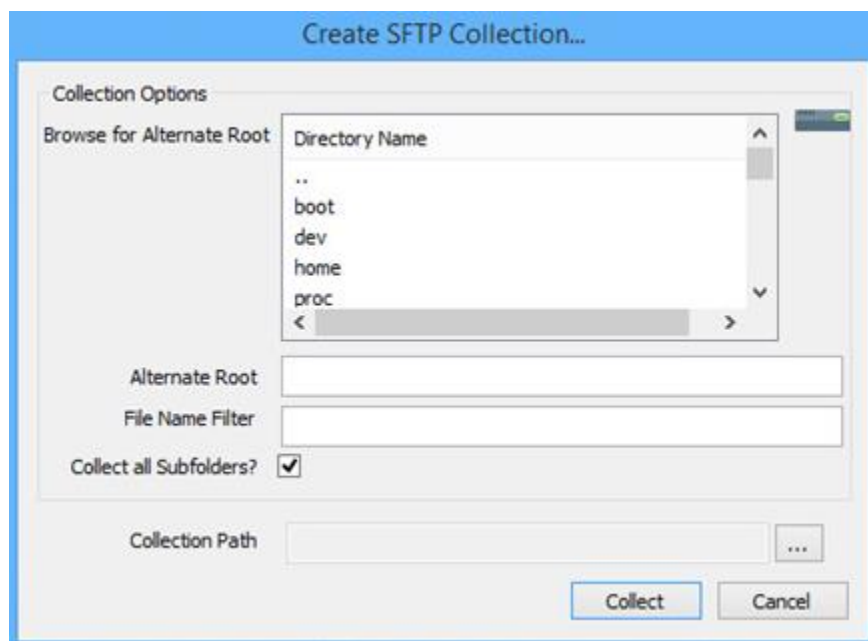 Create SFTP Collection...
Collection Options
Browse for Alternate Root
Directory Name
..
boot
dev
home
proc
Alternate Root
File Name Filter
Collect all Subfolders?
Collection Path
...
Collect
Cancel